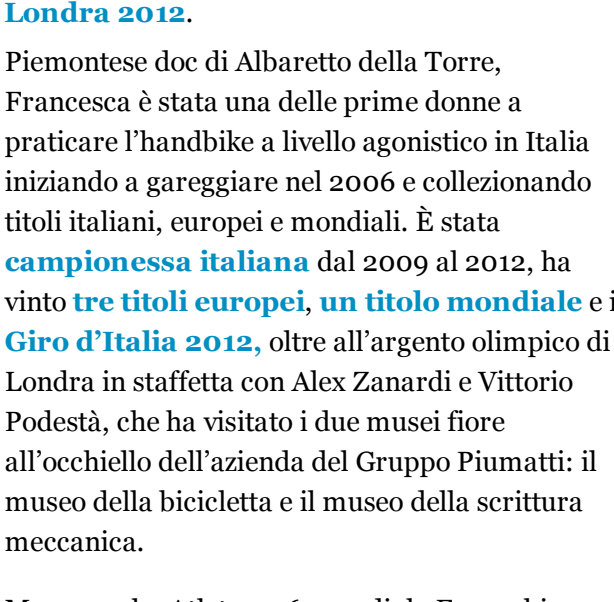 Londra 2012.
Piemontese doc di Albaretto della Torre,
Francesca è stata una delle prime donne a
praticare l’handbike a livello agonistico in Italia
iniziando a gareggiare nel 2006 e collezionando
titoli italiani, europei e mondiali. È stata
campionessa italiana dal 2009 al 2012, ha
vinto tre titoli europei, un titolo mondiale e i
Giro d’Italia 2012, oltre all’argento olimpico di
Londra in staffetta con Alex Zanardi e Vittorio
Podestà, che ha visitato i due musei fiore
all’occhiello dell’azienda del Gruppo Piumatti: il
museo della bicicletta e il museo della scrittura
meccanica.